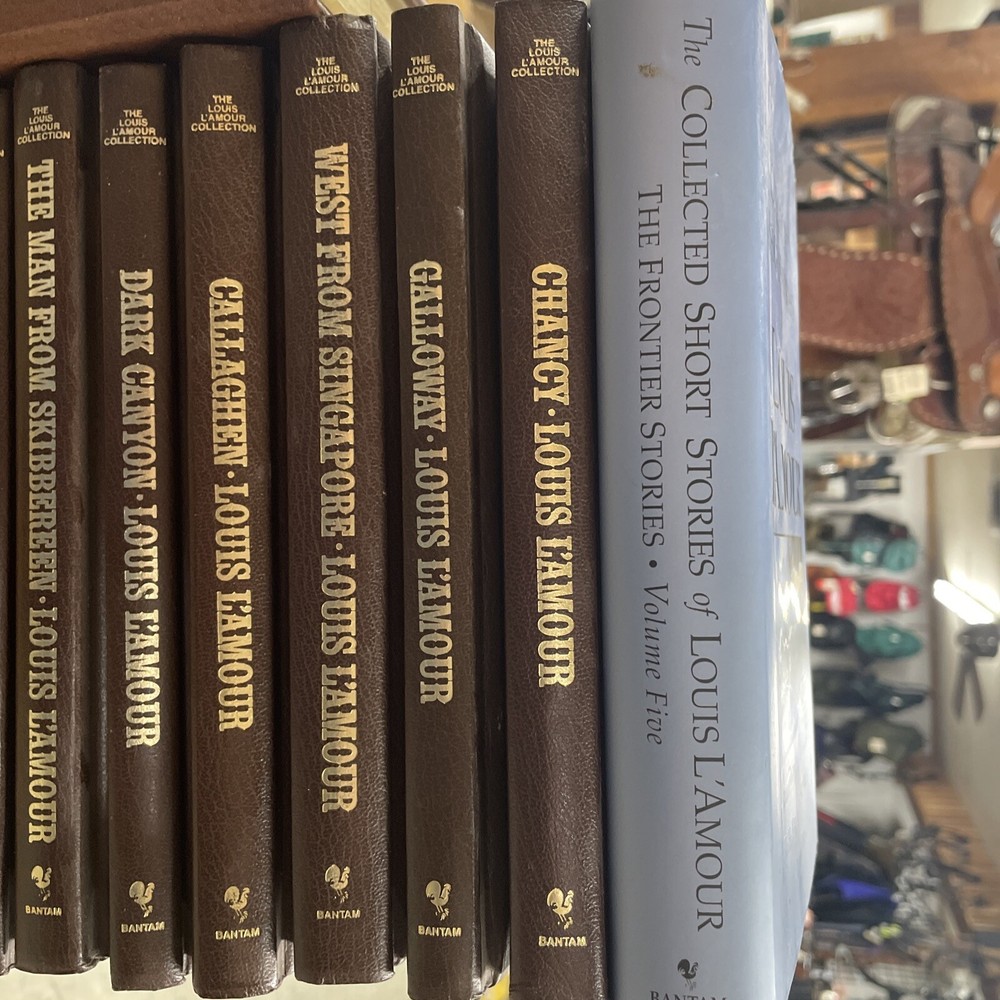 THE
LOUIS
L'AMOUR
COLLECTION
THE MAN FROM SKIBBEREEN · LOUIS L'AMOUR
BANTAM
THE
LOUIS
L'AMOUR
COLLECTION
DARK CANYON · LOUIS L'AMOUR
BANTAM
THE
LOUIS
L'AMOUR
COLLECTION
CALLAGHEN · LOUIS L'AMOUR
BANTAM
THE
LOUIS
L'AMOUR
COLLECTION
WEST FROM SINGAPORE · LOUIS L'AMOUR
BANTAM
THE
LOUIS
L'AMOUR
COLLECTION
GALLOWAY · LOUIS L'AMOUR
BANTAM
THE
LOUIS
L'AMOUR
COLLECTION
CHANCY · LOUIS L'AMOUR
BANTAM
The COLLECTED SHORT STORIES of LOUIS L'AMOUR
THE FRONTIER STORIES • Volume Five
BANTAM